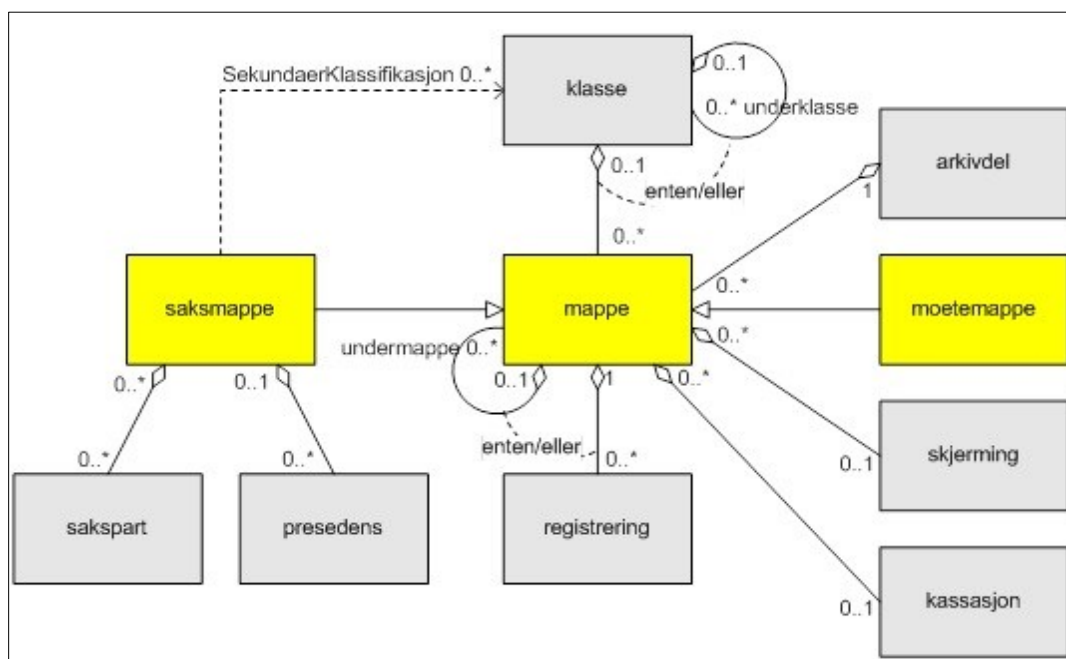 SekundaerKlassifikasjon 0..*
klasse
0..1
0..* underklasse
0..1
enten/eller
0..*
arkivdel
1
0..*
saksmappe
mappe
moetemappe
undermappe 0..*
0..*
0..*
0..1
0..1
1
0..*
enten/eller
0..*
0..*
0..*
0..1
skjerming
sakspart
presedens
registrering
0..1
kassasjon